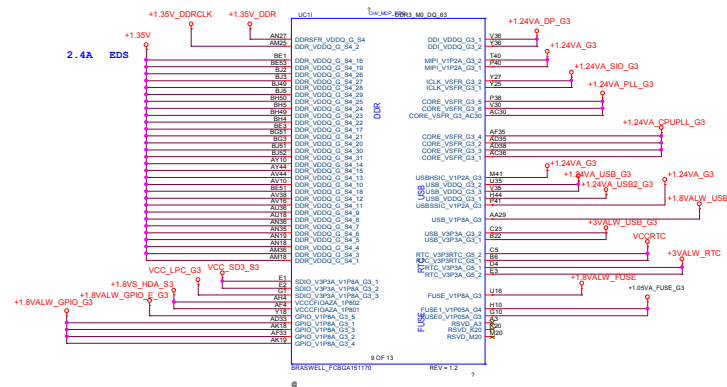 +1.35V_DDRCLK
+1.35V_DDR
+1.35V
2.4A EDS
UC1I
CHV_MCP_EDS
DDR3_M0_DQ_63
?
AN27 DDRSFR_VDDQ_G_S4
AM25 DDR_VDDQ_G_S4_2
BE1 DDR_VDDQ_G_S4_16
BE53 DDR_VDDQ_G_S4_19
BJ2 DDR_VDDQ_G_S4_26
BJ3 DDR_VDDQ_G_S4_27
BJ49 DDR_VDDQ_G_S4_28
BJ5 DDR_VDDQ_G_S4_29
BH50 DDR_VDDQ_G_S4_25
BH5 DDR_VDDQ_G_S4_24
BH49 DDR_VDDQ_G_S4_23
BH4 DDR_VDDQ_G_S4_22
BE3 DDR_VDDQ_G_S4_17
BG51 DDR_VDDQ_G_S4_21
BG3 DDR_VDDQ_G_S4_20
BJ51 DDR_VDDQ_G_S4_30
BJ52 DDR_VDDQ_G_S4_31
AY10 DDR_VDDQ_G_S4_14
AY44 DDR_VDDQ_G_S4_15
AV44 DDR_VDDQ_G_S4_13
AV10 DDR_VDDQ_G_S4_10
BE51 DDR_VDDQ_G_S4_18
AV38 DDR_VDDQ_G_S4_12
AV16 DDR_VDDQ_G_S4_11
AU36 DDR_VDDQ_G_S4_9
AU18 DDR_VDDQ_G_S4_8
AN36 DDR_VDDQ_G_S4_7
AN35 DDR_VDDQ_G_S4_6
AN19 DDR_VDDQ_G_S4_5
AN18 DDR_VDDQ_G_S4_4
AM36 DDR_VDDQ_G_S4_3
AM18 DDR_VDDQ_G_S4_1
DDR
VCC_SD3_S3
VCC_LPC_G3
+1.8VS_HDA_S3
+1.8VALW_GPIO_E_G3
+1.8VALW_GPIO_G3
E1 SDIO_V3P3A_V1P8A_G3_1
E2 SDIO_V3P3A_V1P8A_G3_2
G1 SDIO_V3P3A_V1P8A_G3_3
AH4 VCCCFIOAZA_1P802
AF4 VCCCFIOAZA_1P801
Y18 GPIO_V1P8A_G3_5
AD33 GPIO_V1P8A_G3_1
AK18 GPIO_V1P8A_G3_3
AF33 GPIO_V1P8A_G3_2
AK19 GPIO_V1P8A_G3_4
DDI_VDDQ_G3_1 V36
DDI_VDDQ_G3_2 Y36
+1.24VA_DP_G3
MIPI_V1P2A_G3_2 T40
MIPI_V1P2A_G3_1 P40
+1.24VA_G3
ICLK_VSFR_G3_2 Y27
ICLK_VSFR_G3_1 Y25
+1.24VA_SIO_G3
CORE_VSFR_G3_5 P38
CORE_VSFR_G3_6 V30
CORE_VSFR_G3_AC30 AC30
+1.24VA_PLL_G3
CORE_VSFR_G3_4 AF35
CORE_VSFR_G3_2 AD35
CORE_VSFR_G3_3 AD38
CORE_VSFR_G3_1 AC36
+1.24VA_CPUPLL_G3
USB
USBHSIC_V1P2A_G3 M41
USB_VDDQ_G3_2 U35
USB_VDDQ_G3_3 V35
USB_VDDQ_G3_1 H44
USBSSIC_V1P2A_G3 P41
+1.24VA_G3
+1.24VA_USB_G3
+1.24VA_USB2_G3
+1.24VA_G3
USB_V1P8A_G3 AA29
+1.8VALW_USB_G3
USB_V3P3A_G3_2 C23
USB_V3P3A_G3_1 B22
+3VALW_USB_G3
RTC
RTC_V3P3RTC_G5_2 C5
RTC_V3P3RTC_G5_1 B6
RTC_V3P3A_G5_1 D4
RTC_V3P3A_G5_2 E3
VCCRTC
+3VALW_RTC
FUSE
FUSE_V1P8A_G3 U16
+1.8VALW_FUSE
FUSE1_V1P05A_G4 H10
FUSE0_V1P05A_G3 G10
+1.05VA_FUSE_G3
RSVD_A3 A3
RSVD_K20 K20
RSVD_M20 M20
9 OF 13
BRASWELL_FCBGA151170
REV = 1.2
?
@